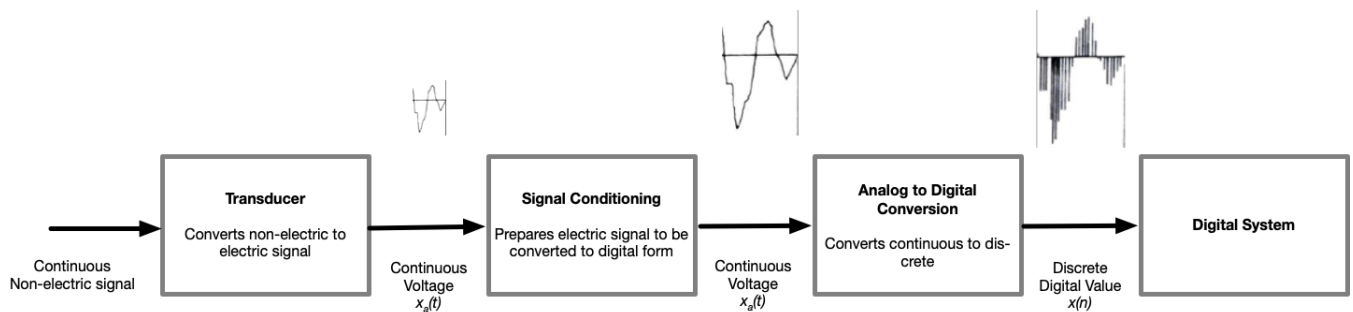 Transducer
Converts non-electric to
electric signal
Signal Conditioning
Prepares electric signal to be
converted to digital form
Analog to Digital
Conversion
Converts continuous to dis-
crete
Digital System
Continuous
Non-electric signal
Continuous
Voltage
xa(t)
Continuous
Voltage
xa(t)
Discrete
Digital Value
x(n)